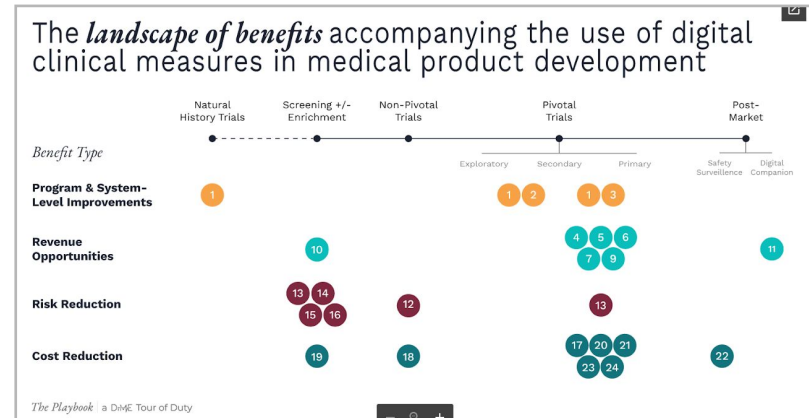 The landscape of benefits accompanying the use of digital
clinical measures in medical product development
Natural History Trials
Screening +/- Enrichment
Non-Pivotal Trials
Pivotal Trials
Post-Market
Benefit Type
Exploratory Secondary Primary
Safety Surveillence
Digital Companion
Program & System-
Level Improvements
1 1 2 1 3
Revenue
Opportunities
10 4 5 6 11
7 9
Risk Reduction
13 14 12 13
15 16
Cost Reduction
19 18 17 20 21 22
23 24
The Playbook | a DiMe Tour of Duty